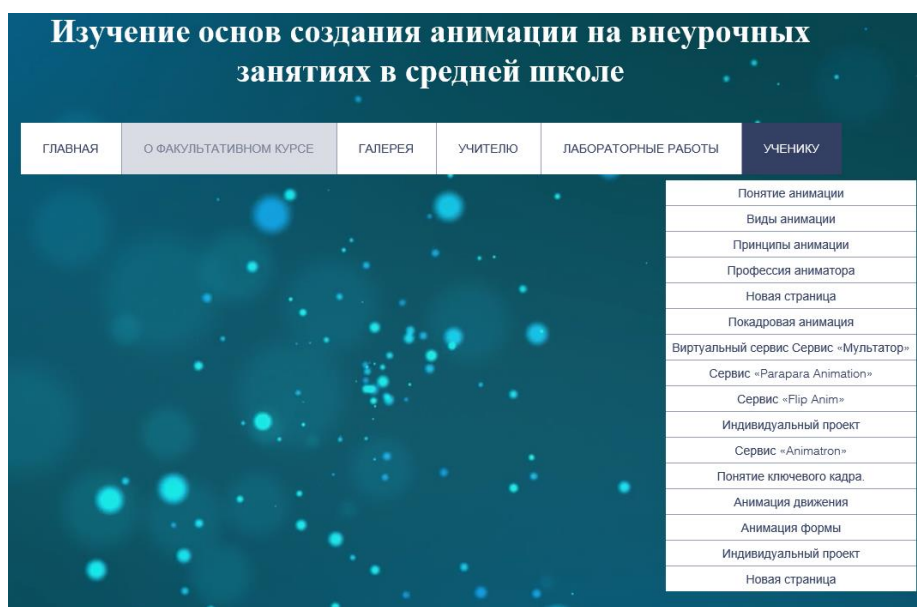 Изучение основ создания анимации на внеурочных
занятиях в средней школе
ГЛАВНАЯ О ФАКУЛЬТАТИВНОМ КУРСЕ ГАЛЕРЕЯ УЧИТЕЛЮ ЛАБОРАТОРНЫЕ РАБОТЫ УЧЕНИКУ
Понятие анимации
Виды анимации
Принципы анимации
Профессия аниматора
Новая страница
Покадровая анимация
Виртуальный сервис Сервис «Мультатор»
Сервис «Parapara Animation»
Сервис «Flip Anim»
Индивидуальный проект
Сервис «Animatron»
Понятие ключевого кадра.
Анимация движения
Анимация формы
Индивидуальный проект
Новая страница